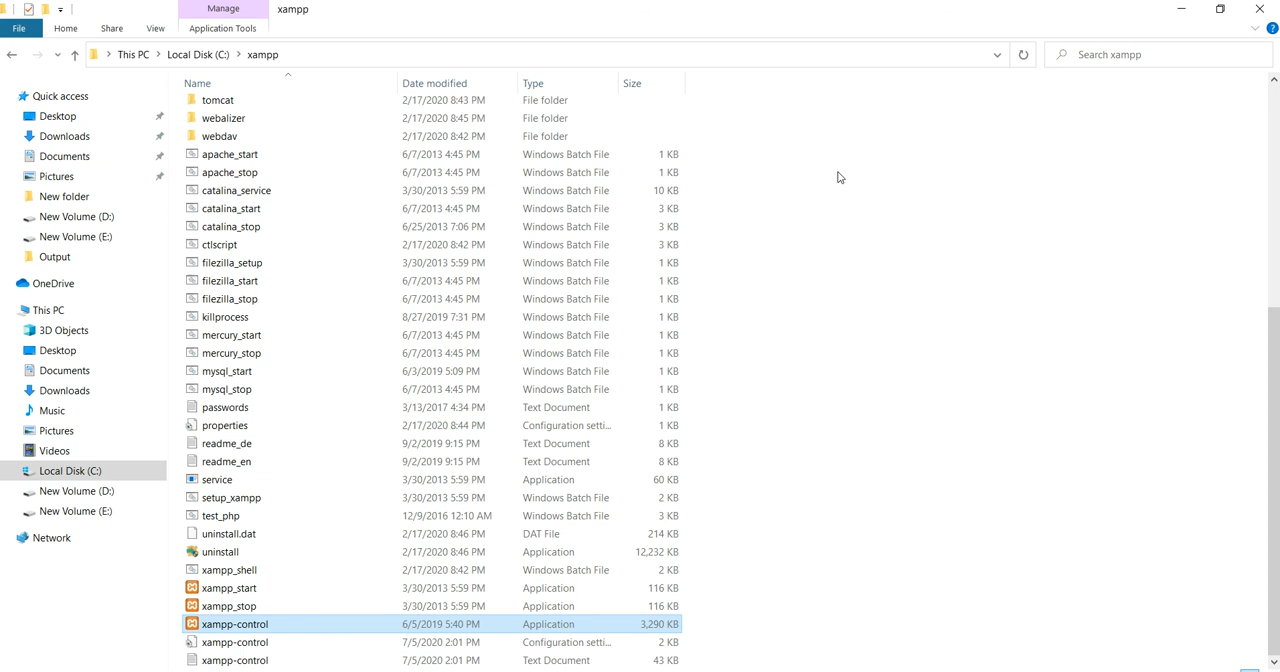 Manage xampp
File Home Share View Application Tools
This PC Local Disk (C:) xampp Search xampp
Name Date modified Type Size
Quick access
Desktop
Downloads
Documents
Pictures
New folder
New Volume (D:)
New Volume (E:)
Output
OneDrive
This PC
3D Objects
Desktop
Documents
Downloads
Music
Pictures
Videos
Local Disk (C:)
New Volume (D:)
New Volume (E:)
Network
tomcat 2/17/2020 8:43 PM File folder
webalizer 2/17/2020 8:45 PM File folder
webdav 2/17/2020 8:42 PM File folder
apache_start 6/7/2013 4:45 PM Windows Batch File 1 KB
apache_stop 6/7/2013 4:45 PM Windows Batch File 1 KB
catalina_service 3/30/2013 5:59 PM Windows Batch File 10 KB
catalina_start 6/7/2013 4:45 PM Windows Batch File 3 KB
catalina_stop 6/25/2013 7:06 PM Windows Batch File 3 KB
ctlscript 2/17/2020 8:42 PM Windows Batch File 3 KB
filezilla_setup 3/30/2013 5:59 PM Windows Batch File 1 KB
filezilla_start 6/7/2013 4:45 PM Windows Batch File 1 KB
filezilla_stop 6/7/2013 4:45 PM Windows Batch File 1 KB
killprocess 8/27/2019 7:31 PM Windows Batch File 1 KB
mercury_start 6/7/2013 4:45 PM Windows Batch File 1 KB
mercury_stop 6/7/2013 4:45 PM Windows Batch File 1 KB
mysql_start 6/3/2019 5:09 PM Windows Batch File 1 KB
mysql_stop 6/7/2013 4:45 PM Windows Batch File 1 KB
passwords 3/13/2017 4:34 PM Text Document 1 KB
properties 2/17/2020 8:44 PM Configuration setti... 1 KB
readme_de 9/2/2019 9:15 PM Text Document 8 KB
readme_en 9/2/2019 9:15 PM Text Document 8 KB
service 3/30/2013 5:59 PM Application 60 KB
setup_xampp 3/30/2013 5:59 PM Windows Batch File 2 KB
test_php 12/9/2016 12:10 AM Windows Batch File 3 KB
uninstall.dat 2/17/2020 8:46 PM DAT File 214 KB
uninstall 2/17/2020 8:46 PM Application 12,232 KB
xampp_shell 2/17/2020 8:42 PM Windows Batch File 2 KB
xampp_start 3/30/2013 5:59 PM Application 116 KB
xampp_stop 3/30/2013 5:59 PM Application 116 KB
xampp-control 6/5/2019 5:40 PM Application 3,290 KB
xampp-control 7/5/2020 2:01 PM Configuration setti... 2 KB
xampp-control 7/5/2020 2:01 PM Text Document 43 KB